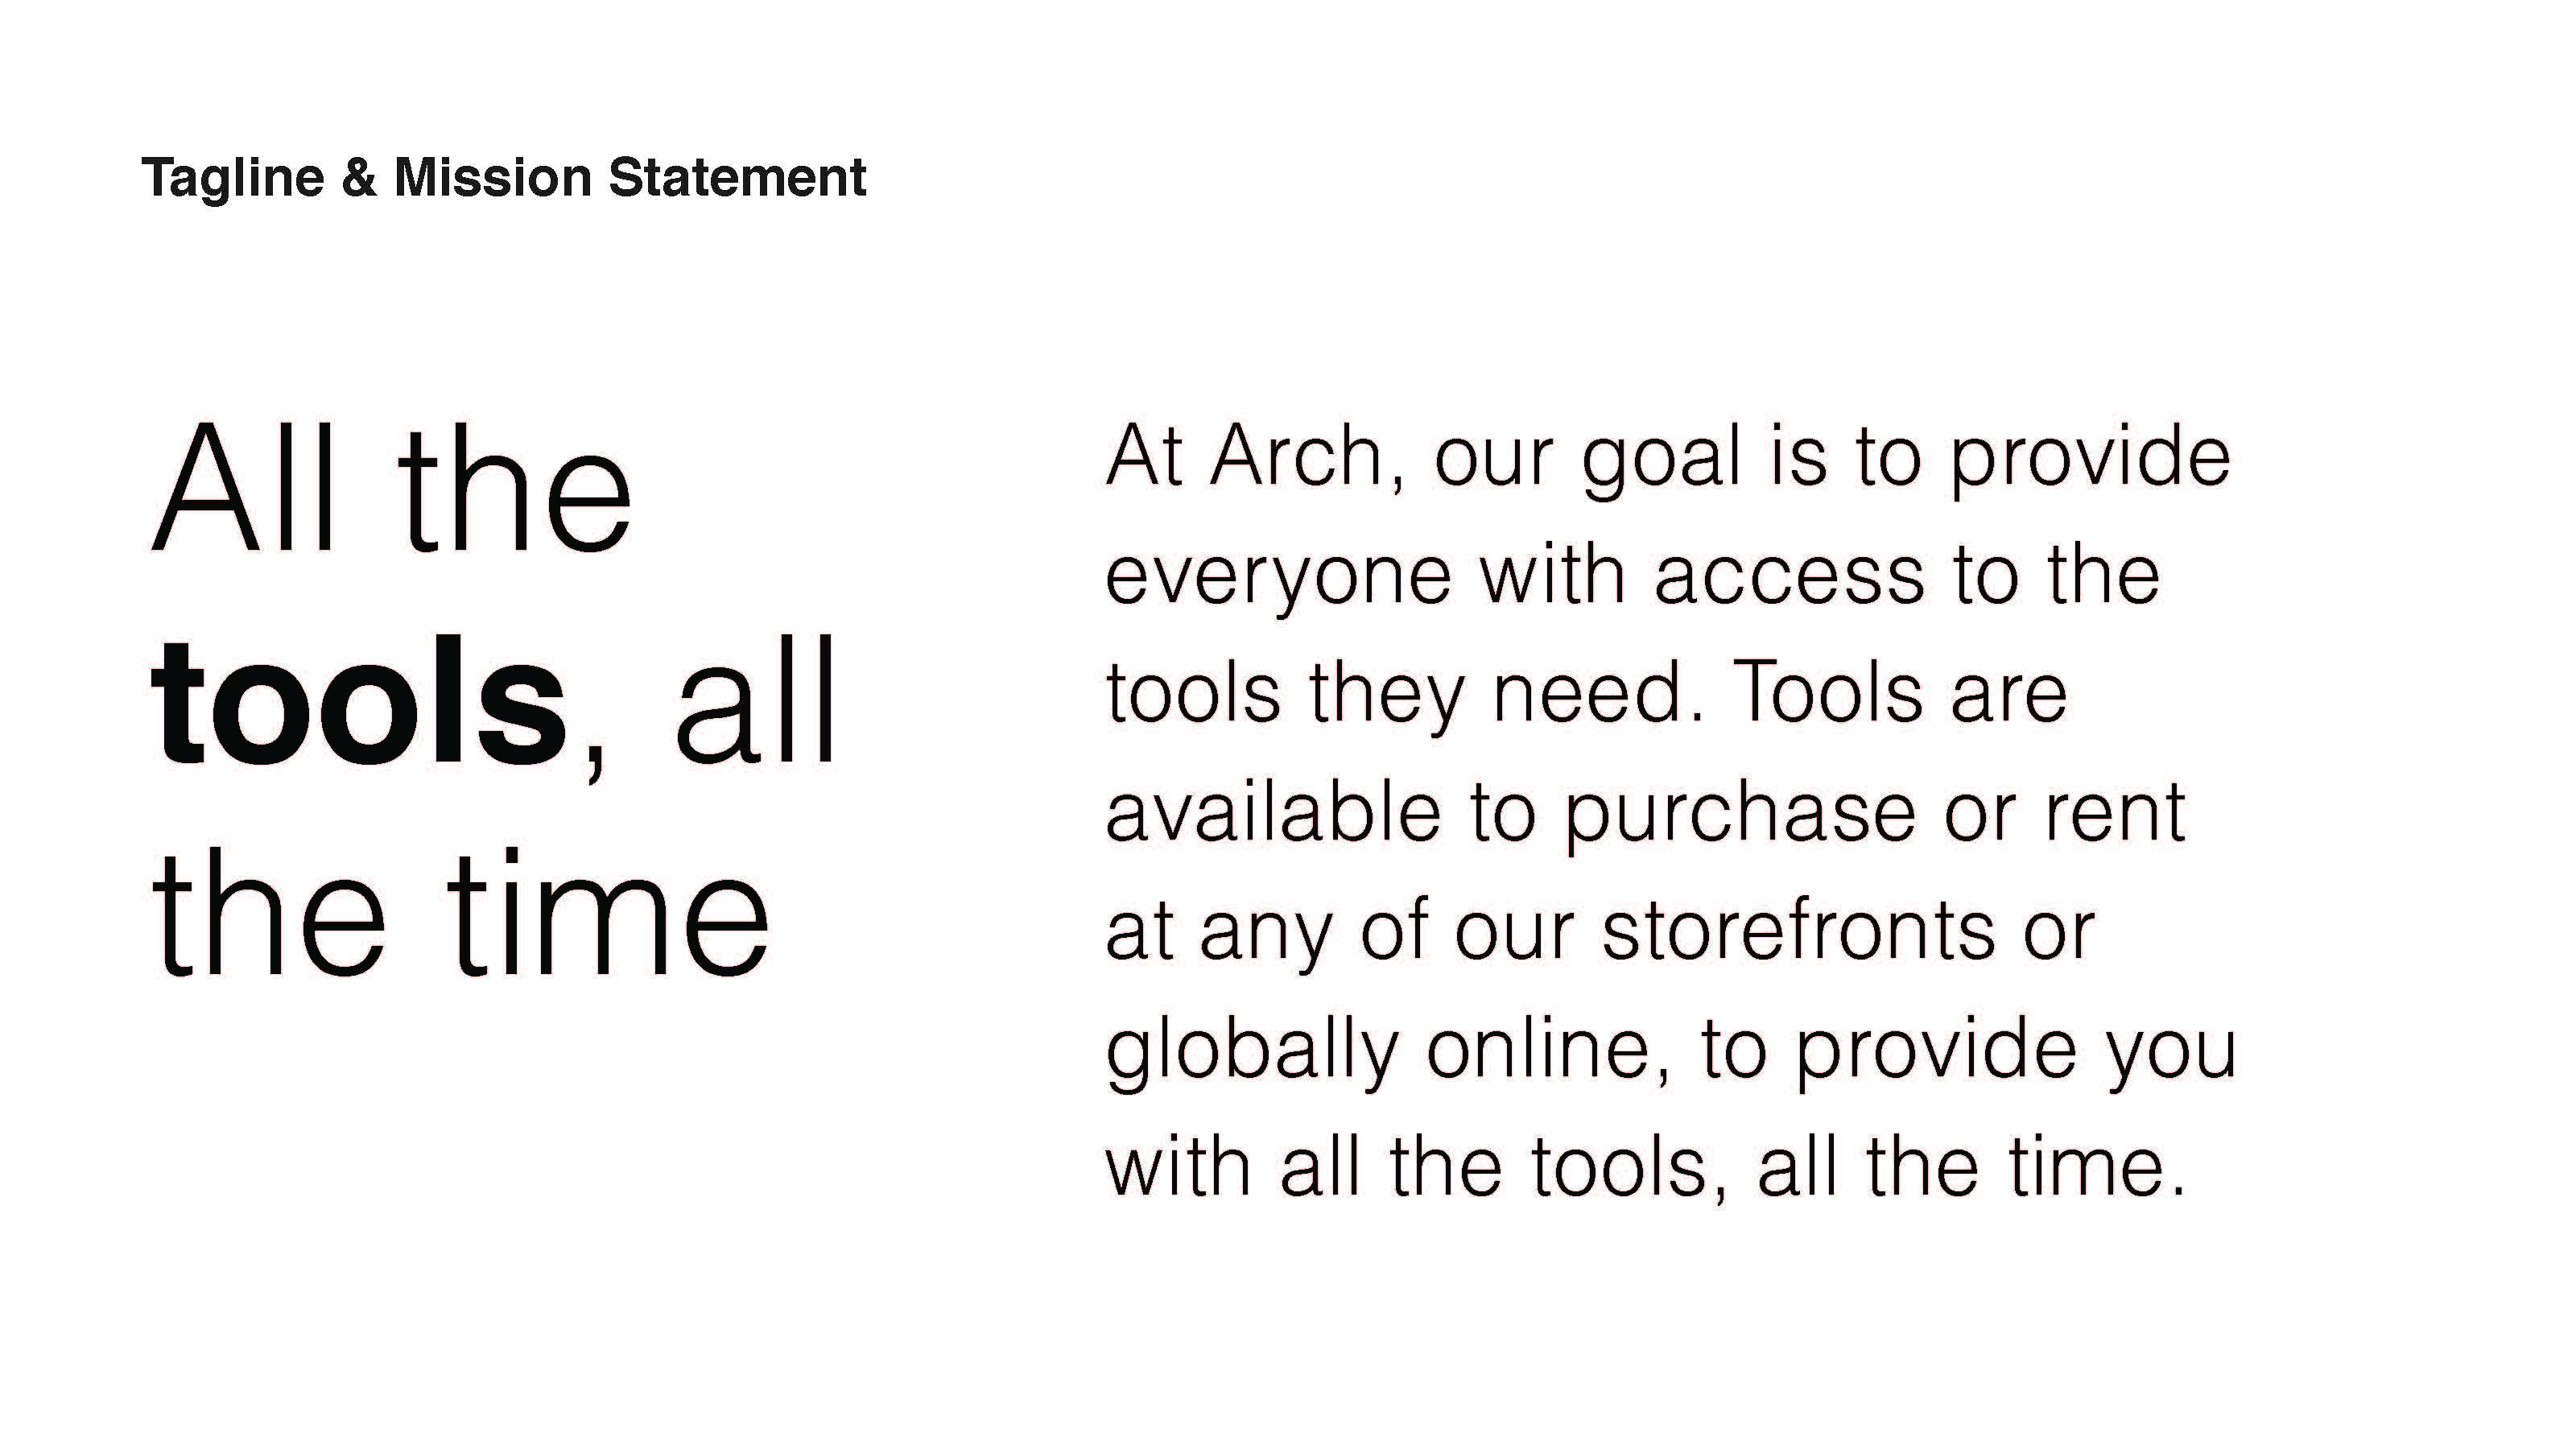 Tagline & Mission Statement
All the
tools, all
the time
At Arch, our goal is to provide
everyone with access to the
tools they need. Tools are
available to purchase or rent
at any of our storefronts or
globally online, to provide you
with all the tools, all the time.